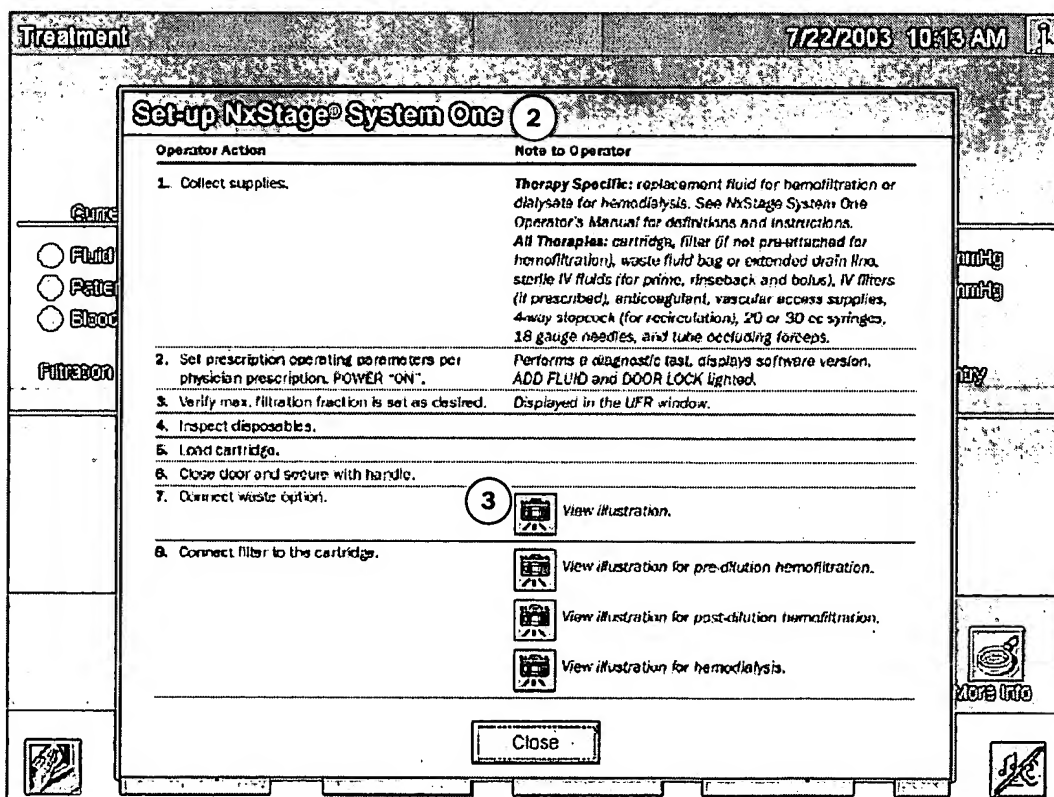 Treatment 7/22/2003 10:13 AM
Set-up NxStage® System One 2
Operator Action Note to Operator
1. Collect supplies. Therapy Specific: replacement fluid for hemofiltration or
dialysate for hemodialysis. See NxStage System One
Operator's Manual for definitions and instructions.
All Therapies: cartridge, filter (if not pre-attached for
hemofiltration), waste fluid bag or extended drain line,
sterile IV fluids (for prime, rinseback and bolus), IV filters
(if prescribed), anticoagulant, vascular access supplies,
4-way stopcock (for recirculation), 20 or 30 cc syringes,
18 gauge needles, and tube occluding forceps.
Curre
Fluid mmHg
Patien mmHg
Blood
Filtration
2. Set prescription operating parameters per Performs a diagnostic test, displays software version.
physician prescription. POWER "ON". ADD FLUID and DOOR LOCK lighted.
3. Verify max. filtration fraction is set as desired. Displayed in the UFR window.
4. Inspect disposables.
5. Load cartridge.
6. Close door and secure with handle.
7. Connect waste option. 3 View illustration.
8. Connect filter to the cartridge. View illustration for pre-dilution hemofiltration.
View illustration for post-dilution hemofiltration.
View illustration for hemodialysis.
More Info
Close